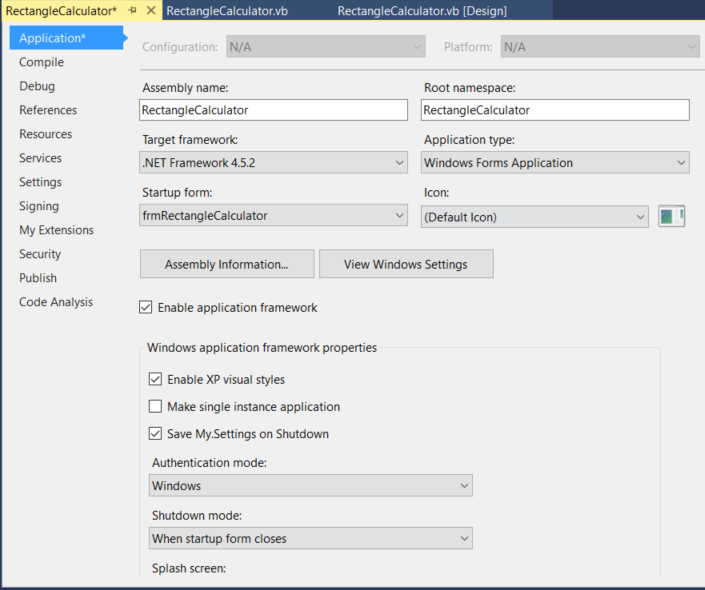 RectangleCalculator* RectangleCalculator.vb RectangleCalculator.vb [Design]
Application*
Compile
Debug
References
Resources
Services
Settings
Signing
My Extensions
Security
Publish
Code Analysis
Configuration: N/A Platform: N/A
Assembly name: Root namespace:
RectangleCalculator RectangleCalculator
Target framework: Application type:
.NET Framework 4.5.2 Windows Forms Application
Startup form: Icon:
frmRectangleCalculator (Default Icon)
Assembly Information... View Windows Settings
Enable application framework
Windows application framework properties
Enable XP visual styles
Make single instance application
Save My.Settings on Shutdown
Authentication mode:
Windows
Shutdown mode:
When startup form closes
Splash screen: